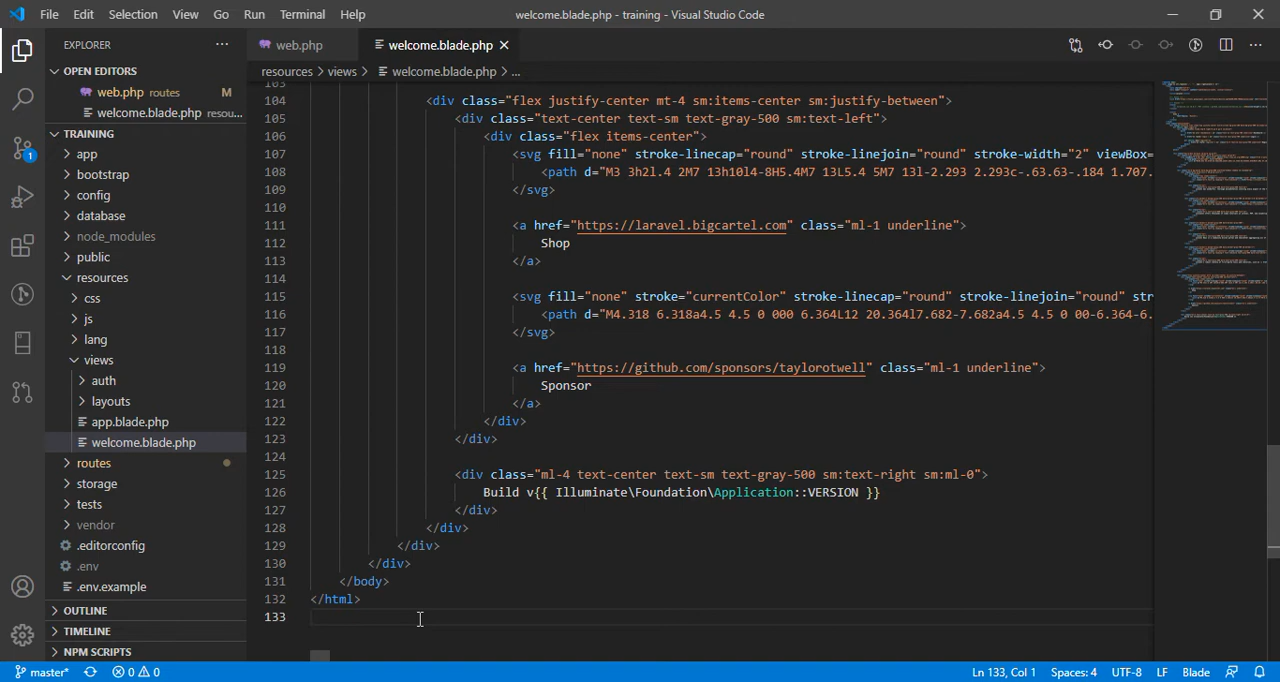 File Edit Selection View Go Run Terminal Help
welcome.blade.php - training - Visual Studio Code
EXPLORER
OPEN EDITORS
web.php routes M
welcome.blade.php resou...
TRAINING
app
bootstrap
config
database
node_modules
public
resources
css
js
lang
views
auth
layouts
app.blade.php
welcome.blade.php
routes
storage
tests
vendor
.editorconfig
.env
.env.example
OUTLINE
TIMELINE
NPM SCRIPTS
web.php welcome.blade.php
resources > views > welcome.blade.php > ...
103
104 <div class="flex justify-center mt-4 sm:items-center sm:justify-between">
105 <div class="text-center text-sm text-gray-500 sm:text-left">
106 <div class="flex items-center">
107 <svg fill="none" stroke-linecap="round" stroke-linejoin="round" stroke-width="2" viewBox=
108 <path d="M3 3h2l.4 2M7 13h10l4-8H5.4M7 13L5.4 5M7 13l-2.293 2.293c-.63.63-.184 1.707.
109 </svg>
110
111 <a href="https://laravel.bigcartel.com" class="ml-1 underline">
112 Shop
113 </a>
114
115 <svg fill="none" stroke="currentColor" stroke-linecap="round" stroke-linejoin="round" str
116 <path d="M4.318 6.318a4.5 4.5 0 000 6.364L12 20.364l7.682-7.682a4.5 4.5 0 00-6.364-6.
117 </svg>
118
119 <a href="https://github.com/sponsors/taylorotwell" class="ml-1 underline">
120 Sponsor
121 </a>
122 </div>
123 </div>
124
125 <div class="ml-4 text-center text-sm text-gray-500 sm:text-right sm:ml-0">
126 Build v{{ Illuminate\Foundation\Application::VERSION }}
127 </div>
128 </div>
129 </div>
130 </div>
131 </body>
132 </html>
133
1
master* 0 0 Ln 133, Col 1 Spaces: 4 UTF-8 LF Blade